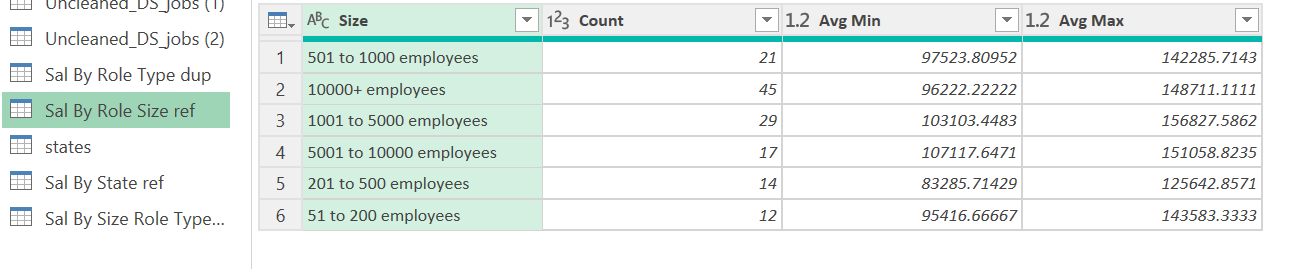 Uncleaned_DS_jobs (1)
Uncleaned_DS_jobs (2)
Sal By Role Type dup
Sal By Role Size ref
states
Sal By State ref
Sal By Size Role Type...
ABC Size 123 Count 1.2 Avg Min 1.2 Avg Max
1 501 to 1000 employees 21 97523.80952 142285.7143
2 10000+ employees 45 96222.22222 148711.1111
3 1001 to 5000 employees 29 103103.4483 156827.5862
4 5001 to 10000 employees 17 107117.6471 151058.8235
5 201 to 500 employees 14 83285.71429 125642.8571
6 51 to 200 employees 12 95416.66667 143583.3333